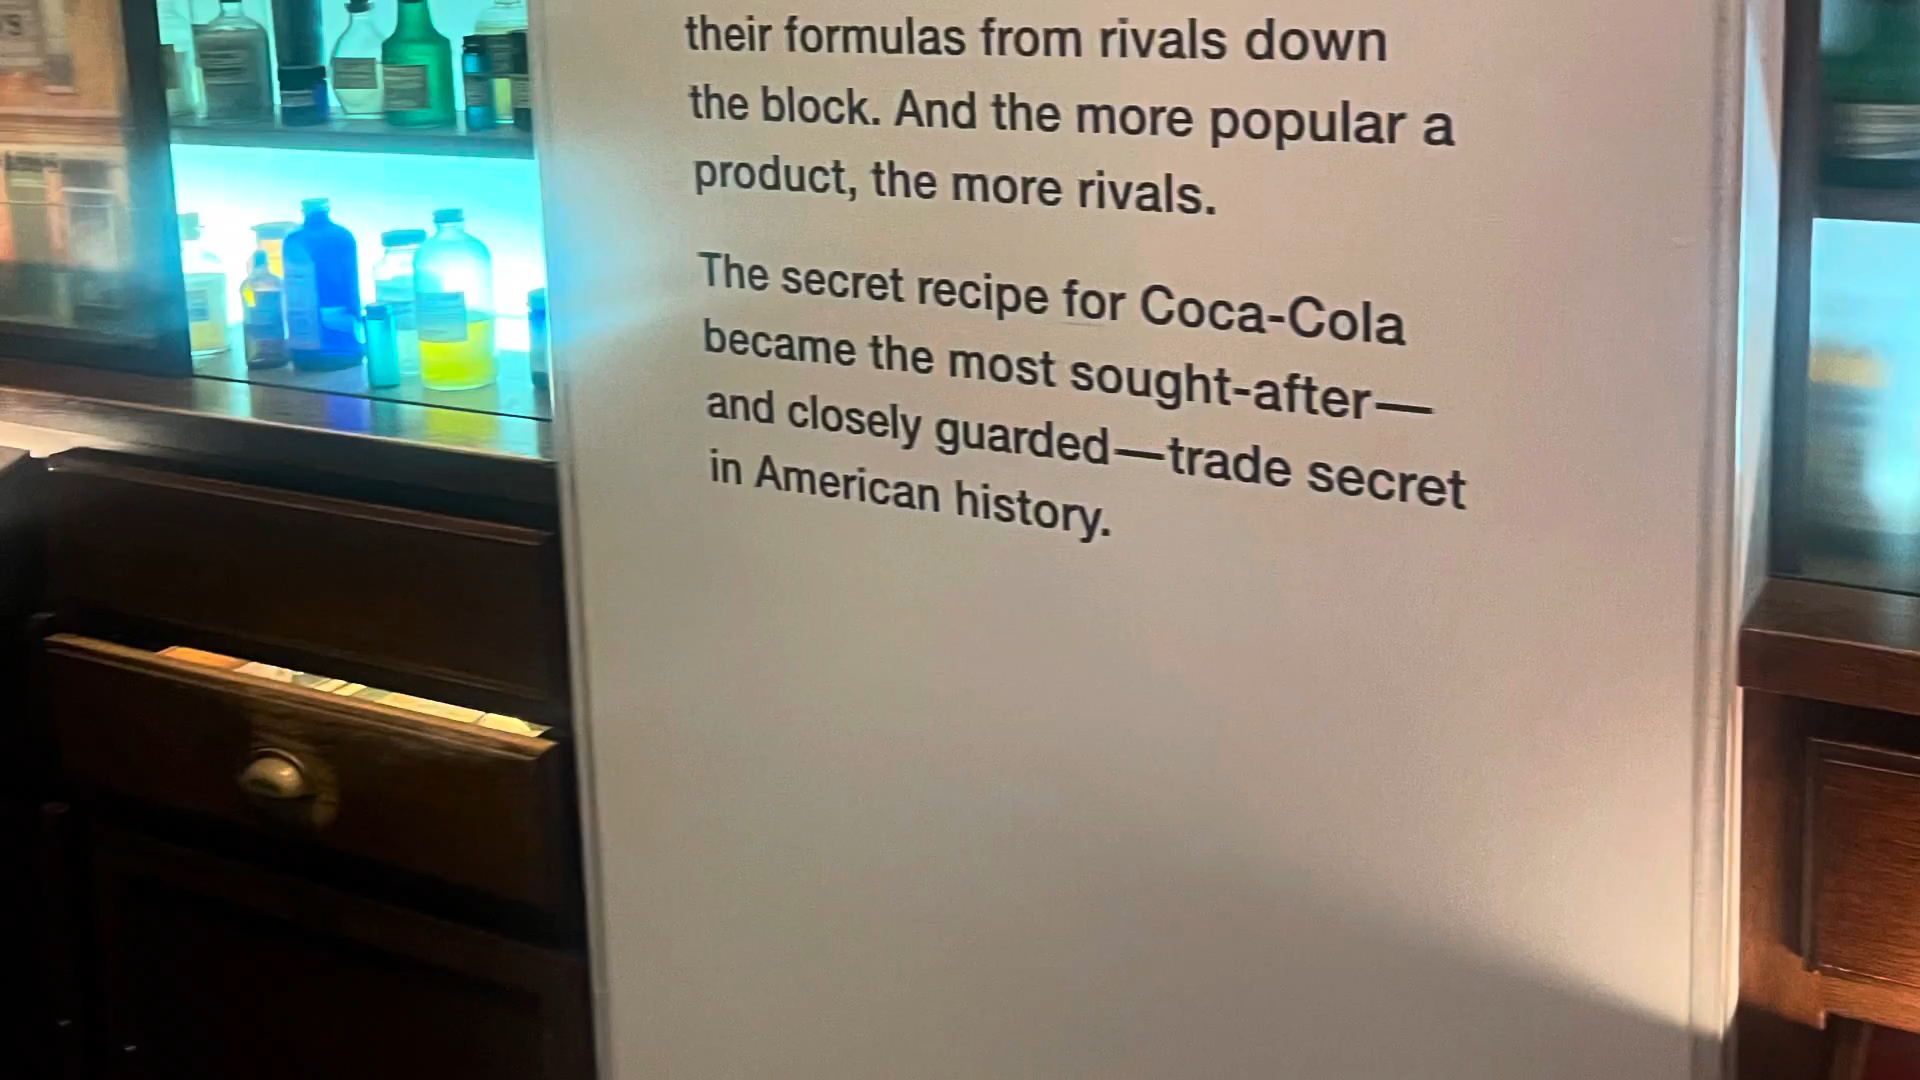 their formulas from rivals down
the block. And the more popular a
product, the more rivals.
The secret recipe for Coca-Cola
became the most sought-after—
and closely guarded—trade secret
in American history.